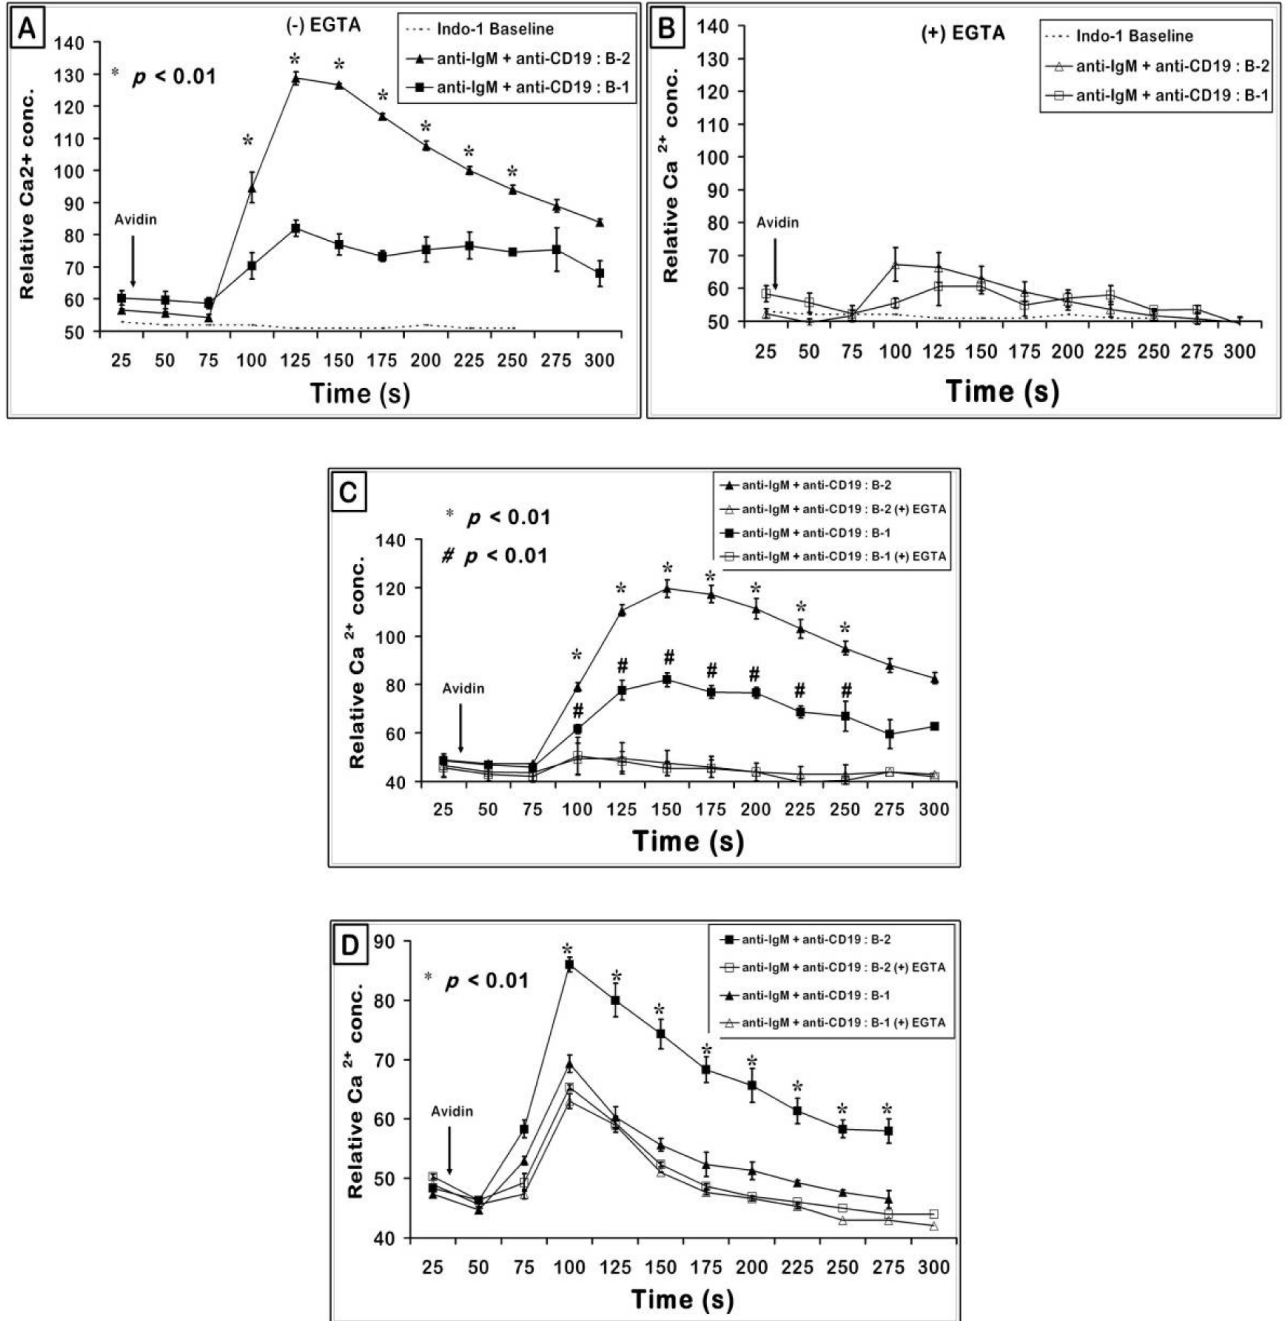 A
(-) EGTA
Indo-1 Baseline
anti-IgM + anti-CD19 : B-2
anti-IgM + anti-CD19 : B-1
* p < 0.01
Relative Ca2+ conc.
140
130
120
110
100
90
80
70
60
50
Avidin
* * * * * * *
25 50 75 100 125 150 175 200 225 250 275 300
Time (s)
B
(+) EGTA
Indo-1 Baseline
anti-IgM + anti-CD19 : B-2
anti-IgM + anti-CD19 : B-1
Relative Ca 2+ conc.
140
130
120
110
100
90
80
70
60
50
Avidin
25 50 75 100 125 150 175 200 225 250 275 300
Time (s)
C
anti-IgM + anti-CD19 : B-2
anti-IgM + anti-CD19 : B-2 (+) EGTA
anti-IgM + anti-CD19 : B-1
anti-IgM + anti-CD19 : B-1 (+) EGTA
* p < 0.01
# p < 0.01
Relative Ca 2+ conc.
140
120
100
80
60
40
Avidin
* * * * * * *
# # # # # # #
25 50 75 100 125 150 175 200 225 250 275 300
Time (s)
D
anti-IgM + anti-CD19 : B-2
anti-IgM + anti-CD19 : B-2 (+) EGTA
anti-IgM + anti-CD19 : B-1
anti-IgM + anti-CD19 : B-1 (+) EGTA
* p < 0.01
Relative Ca 2+ conc.
90
80
70
60
50
40
Avidin
* * * * * * * *
25 50 75 100 125 150 175 200 225 250 275 300
Time (s)